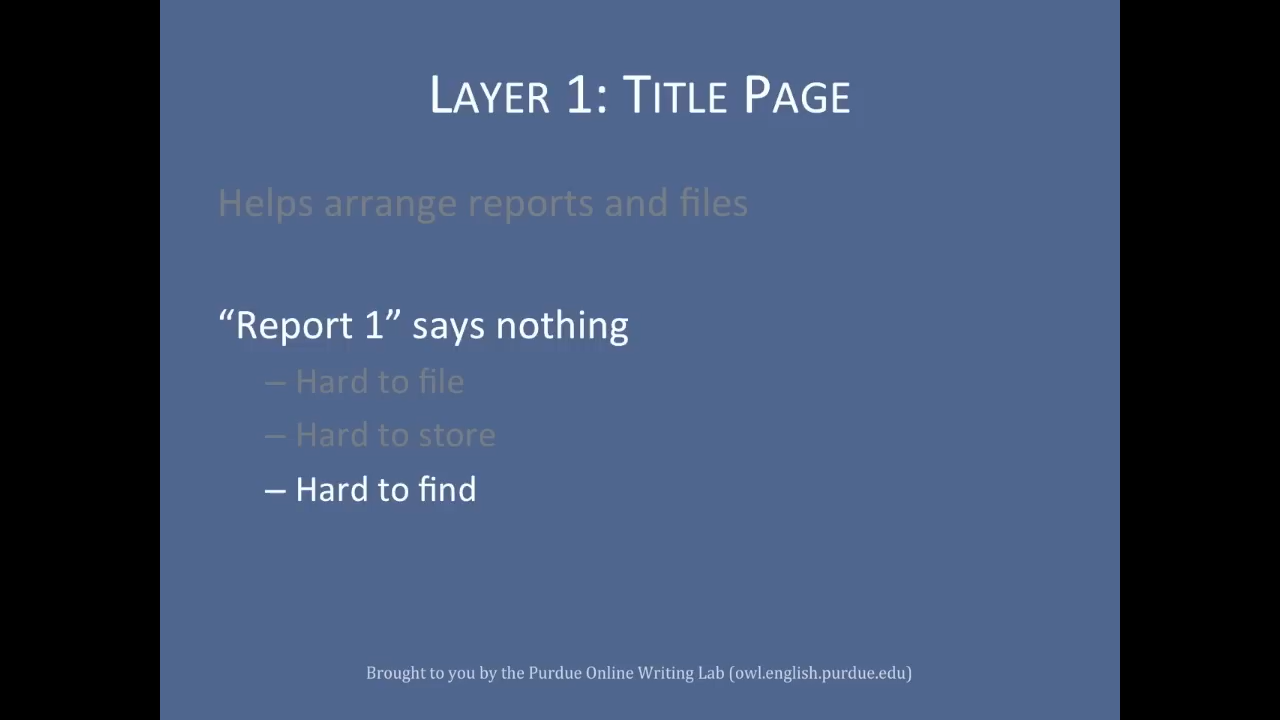 LAYER 1: TITLE PAGE
Helps arrange reports and files
“Report 1” says nothing
– Hard to file
– Hard to store
– Hard to find
Brought to you by the Purdue Online Writing Lab (owl.english.purdue.edu)